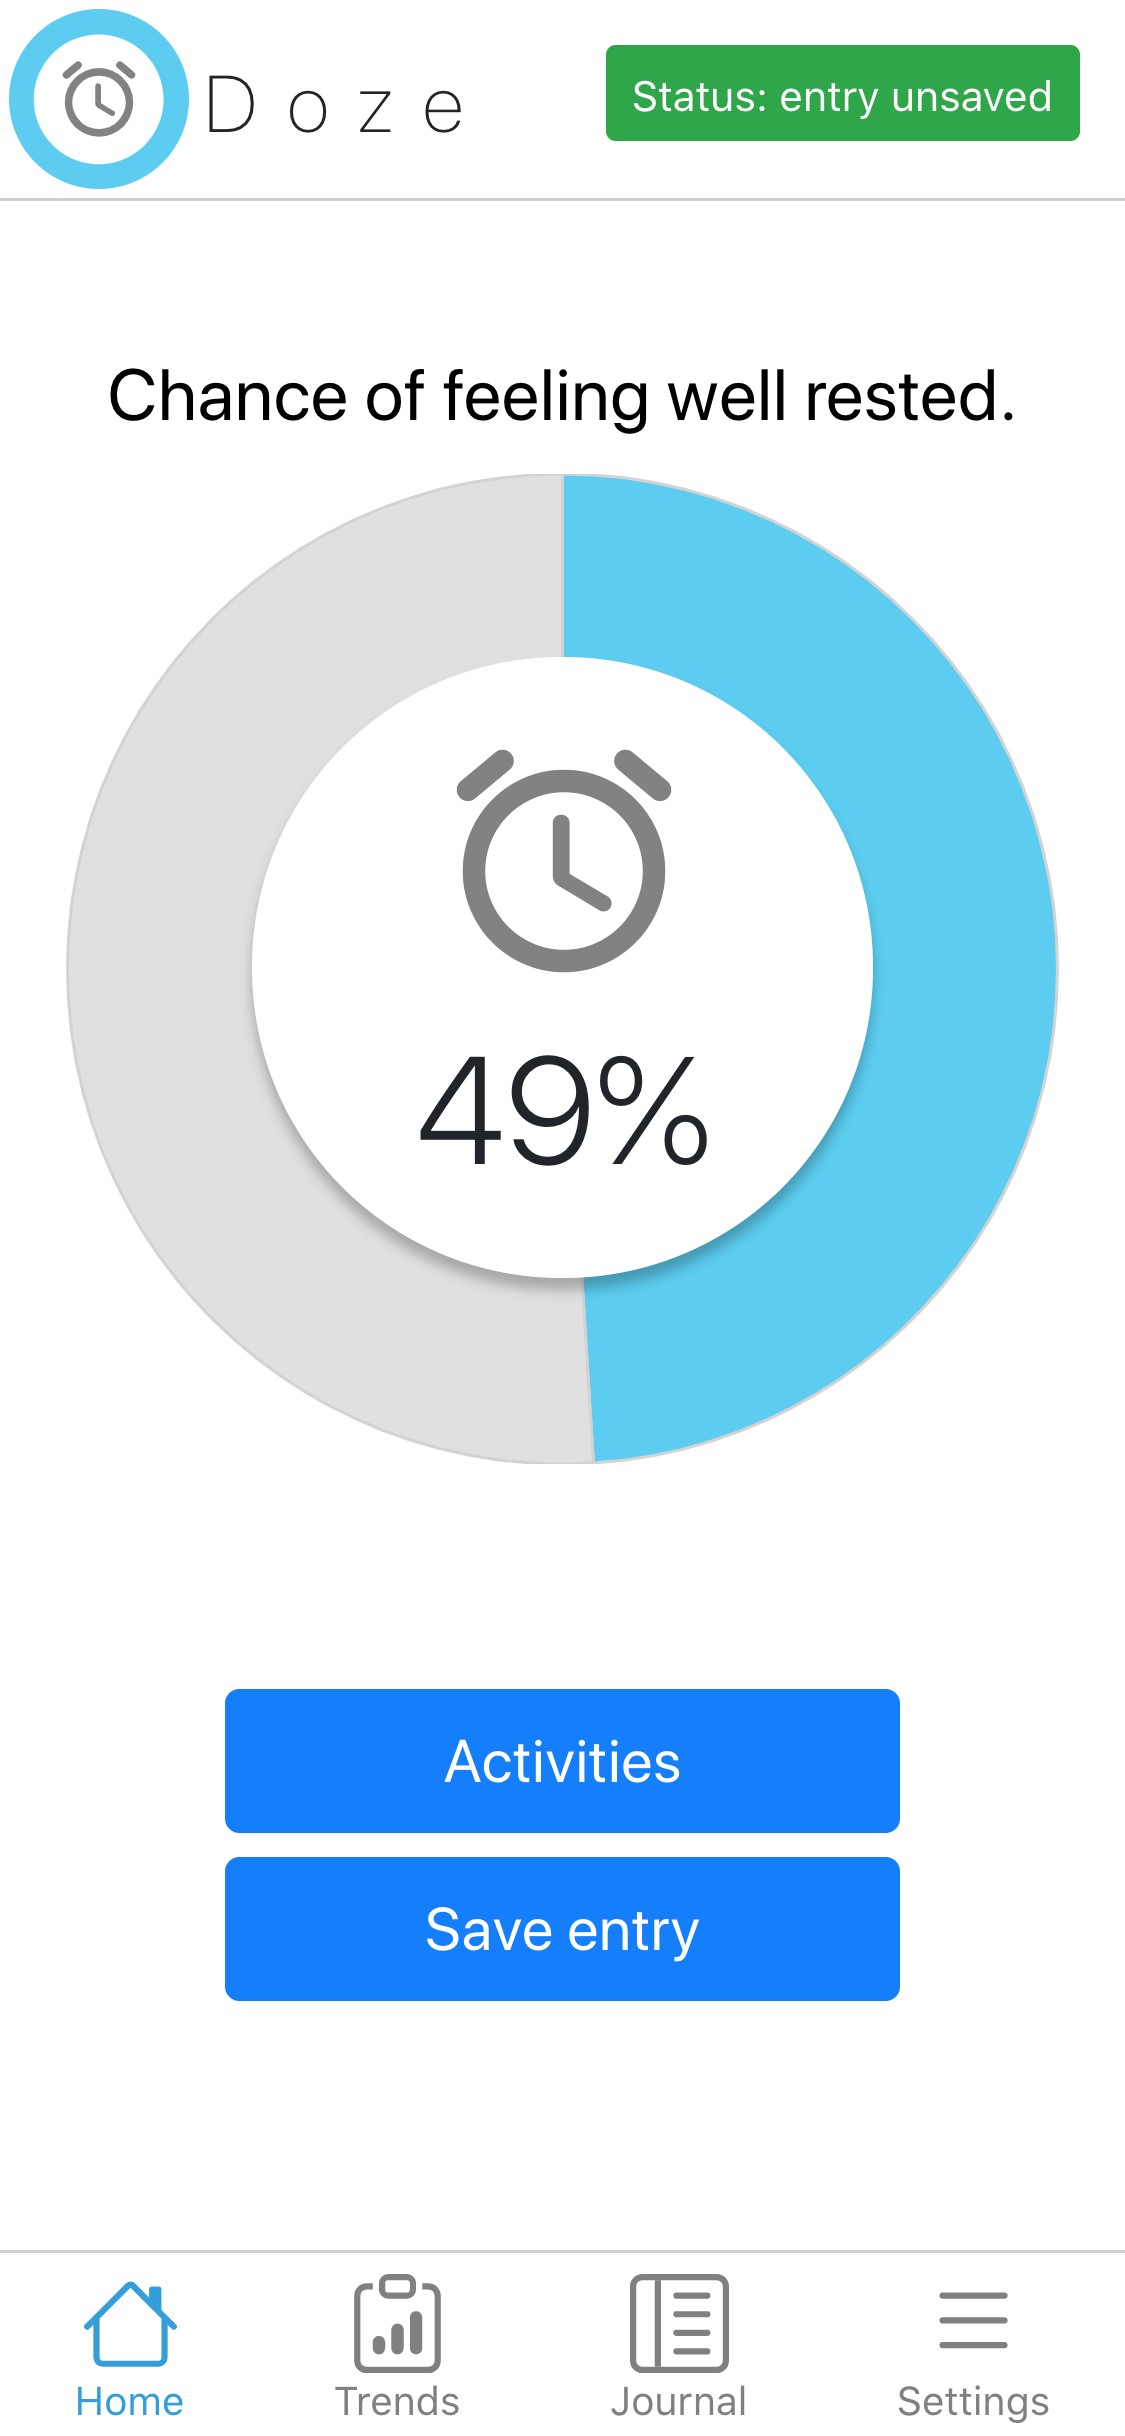 Doze
Status: entry unsaved
Chance of feeling well rested.
49%
Activities
Save entry
Home
Trends
Journal
Settings